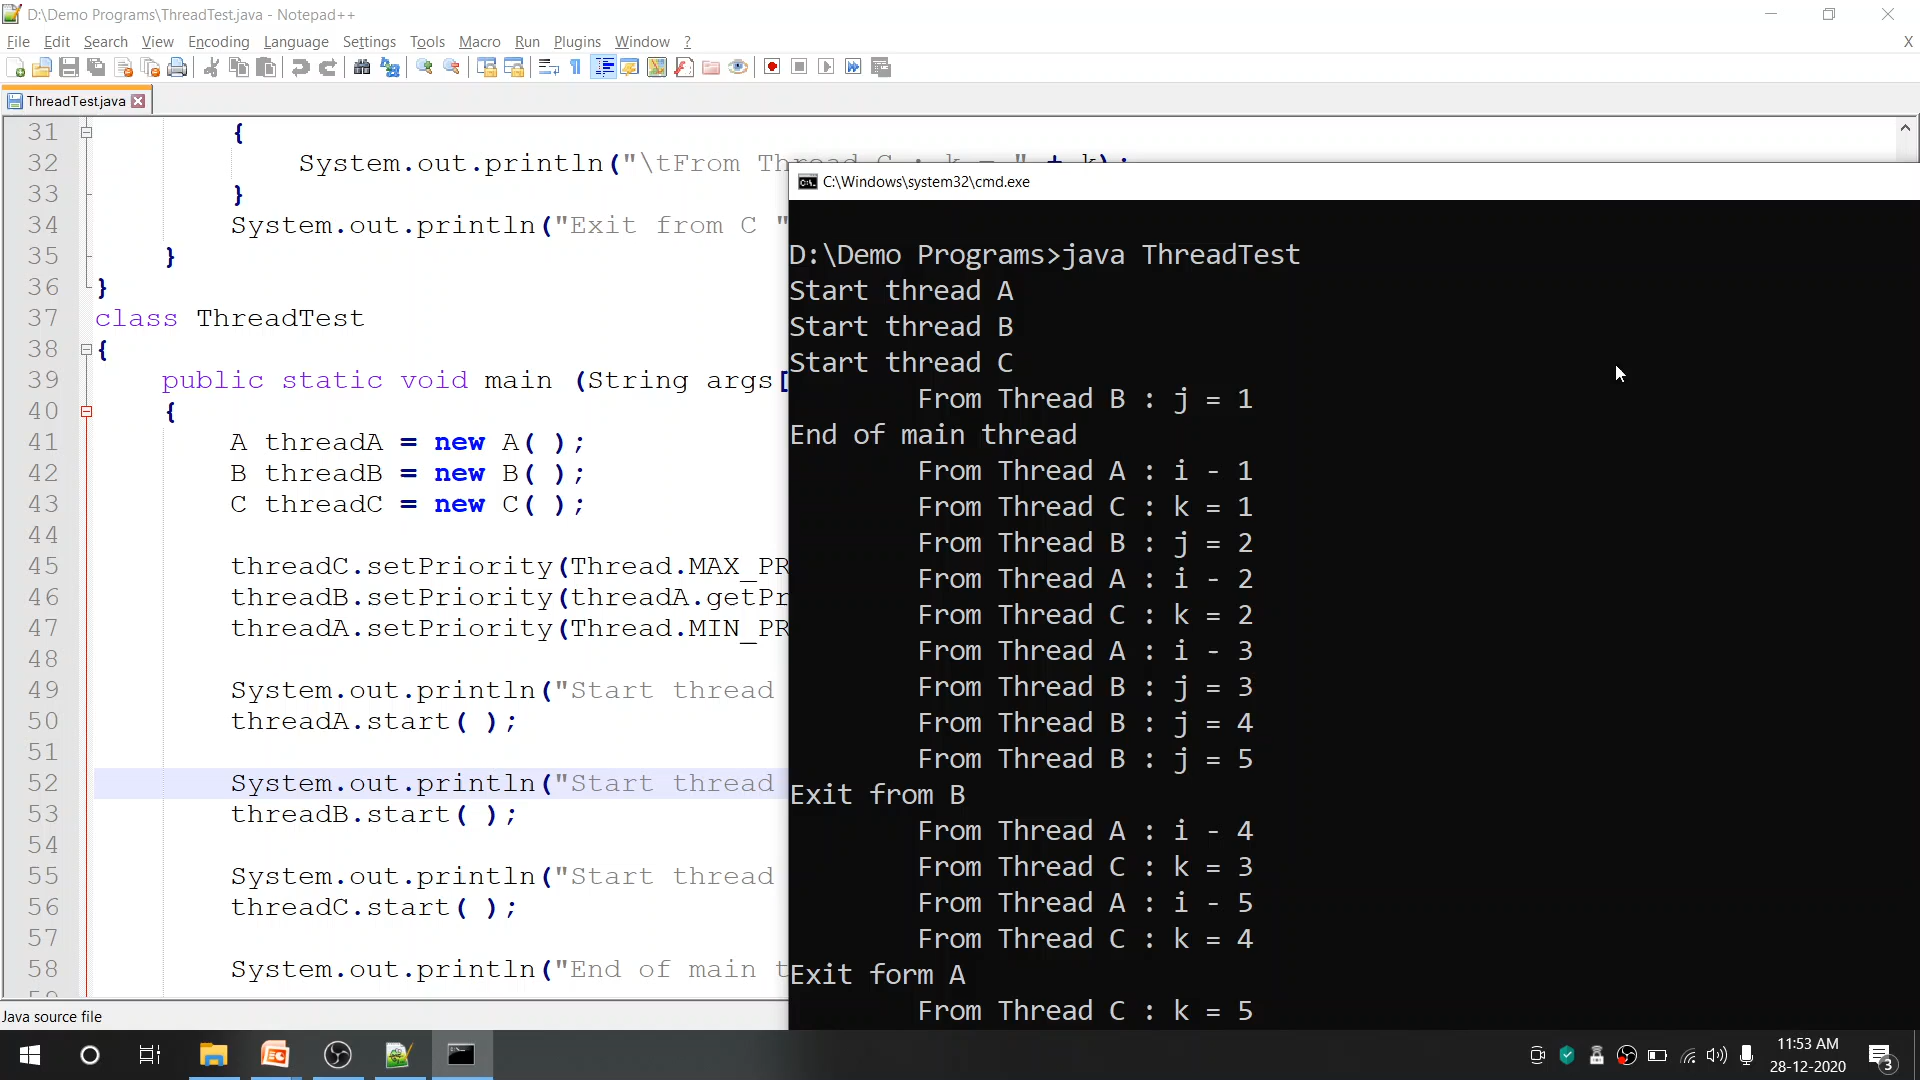 D:\Demo Programs\ThreadTest.java - Notepad++
File Edit Search View Encoding Language Settings Tools Macro Run Plugins Window ? X
ThreadTest.java
31 {
32 System.out.println("\tFrom Thread C : k = " + k);
33 }
34 System.out.println("Exit from C "
35 }
36 }
37 class ThreadTest
38 {
39 public static void main (String args[
40 {
41 A threadA = new A( );
42 B threadB = new B( );
43 C threadC = new C( );
44
45 threadC.setPriority(Thread.MAX_PR
46 threadB.setPriority(threadA.getPr
47 threadA.setPriority(Thread.MIN_PR
48
49 System.out.println("Start thread
50 threadA.start( );
51
52 System.out.println("Start thread
53 threadB.start( );
54
55 System.out.println("Start thread
56 threadC.start( );
57
58 System.out.println("End of main t
59
Java source file
C:\Windows\system32\cmd.exe
D:\Demo Programs>java ThreadTest
Start thread A
Start thread B
Start thread C
From Thread B : j = 1
End of main thread
From Thread A : i - 1
From Thread C : k = 1
From Thread B : j = 2
From Thread A : i - 2
From Thread C : k = 2
From Thread A : i - 3
From Thread B : j = 3
From Thread B : j = 4
From Thread B : j = 5
Exit from B
From Thread A : i - 4
From Thread C : k = 3
From Thread A : i - 5
From Thread C : k = 4
Exit form A
From Thread C : k = 5
11:53 AM
28-12-2020
3